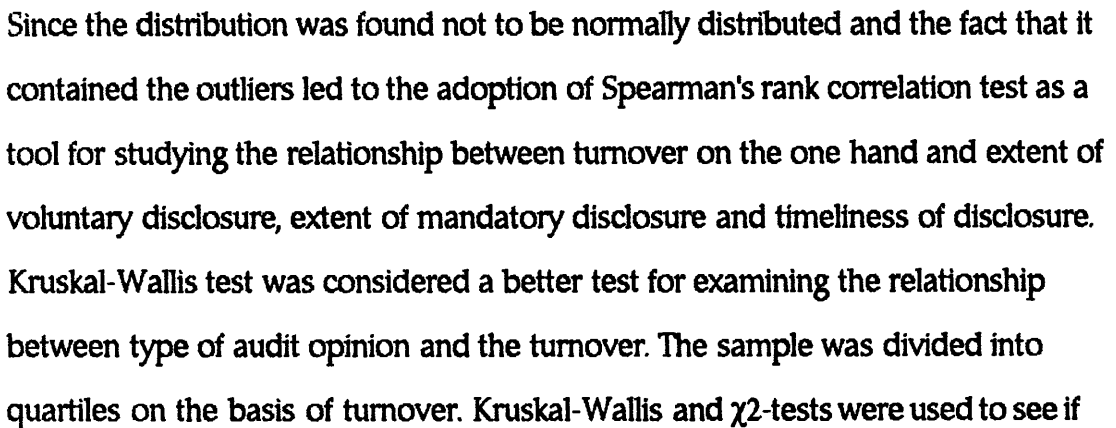 Since the distribution was found not to be normally distributed and the fact that it
contained the outliers led to the adoption of Spearman's rank correlation test as a
tool for studying the relationship between turnover on the one hand and extent of
voluntary disclosure, extent of mandatory disclosure and timeliness of disclosure.
Kruskal-Wallis test was considered a better test for examining the relationship
between type of audit opinion and the turnover. The sample was divided into
quartiles on the basis of turnover. Kruskal-Wallis and χ2-tests were used to see if